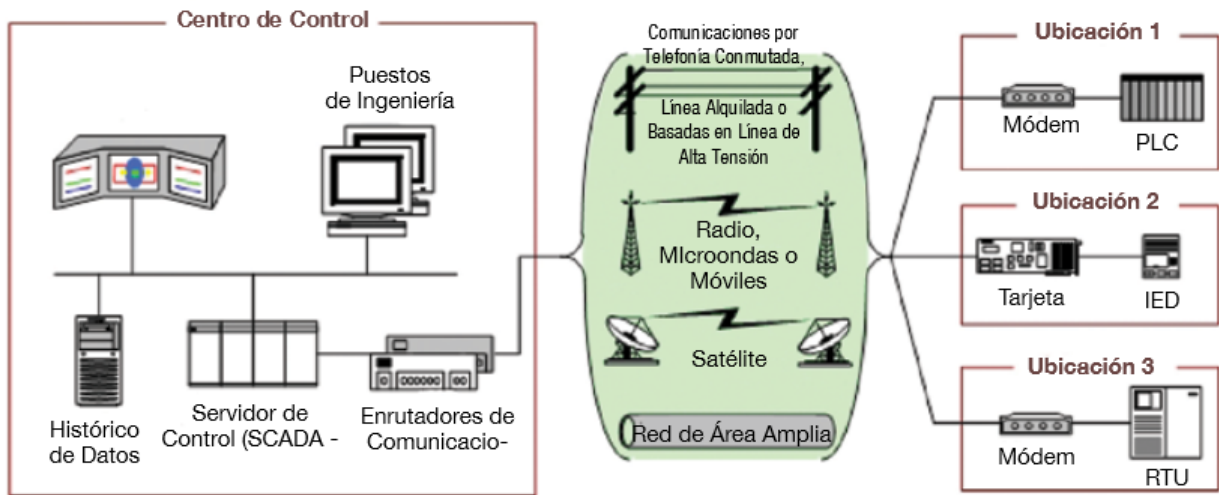 Centro de Control
Puestos
de Ingeniería
Histórico
de Datos
Servidor de
Control (SCADA -
Enrutadores de
Comunicacio-
Comunicaciones por
Telefonía Conmutada,
Línea Alquilada o
Basadas en Línea de
Alta Tensión
Radio,
MIcroondas o
Móviles
Satélite
Red de Área Amplia
Ubicación 1
Módem
PLC
Ubicación 2
Tarjeta
IED
Ubicación 3
Módem
RTU